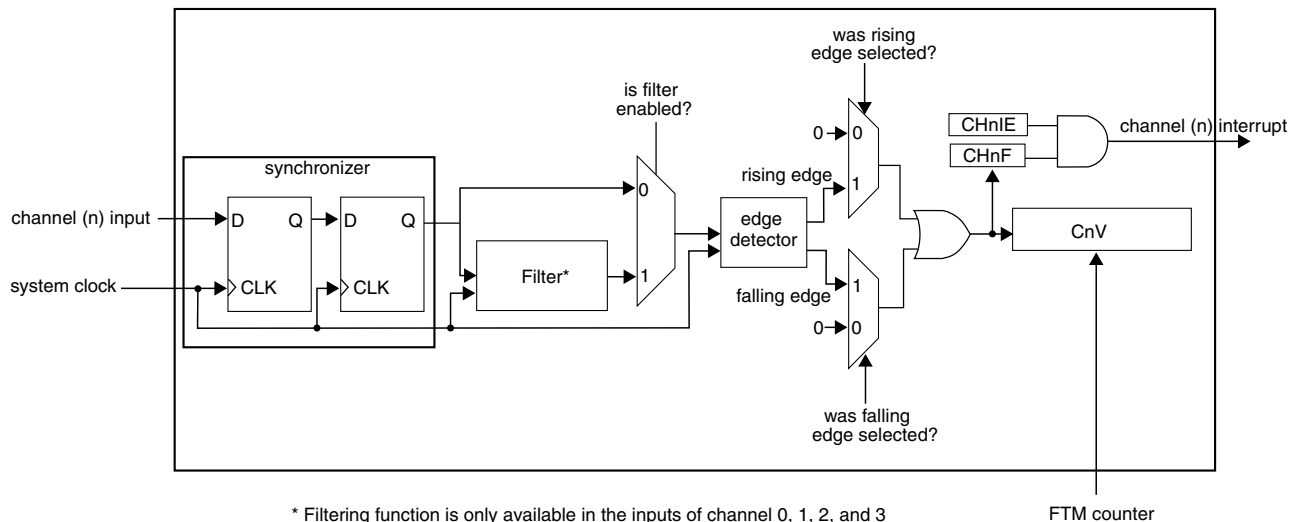 was rising
edge selected?
is filter
enabled?
0
0
CHnIE
channel (n) interrupt
CHnF
synchronizer
rising edge
1
0
channel (n) input
D
Q
D
Q
edge
detector
CnV
Filter*
1
system clock
CLK
CLK
falling edge
1
0
0
was falling
edge selected?
* Filtering function is only available in the inputs of channel 0, 1, 2, and 3
FTM counter